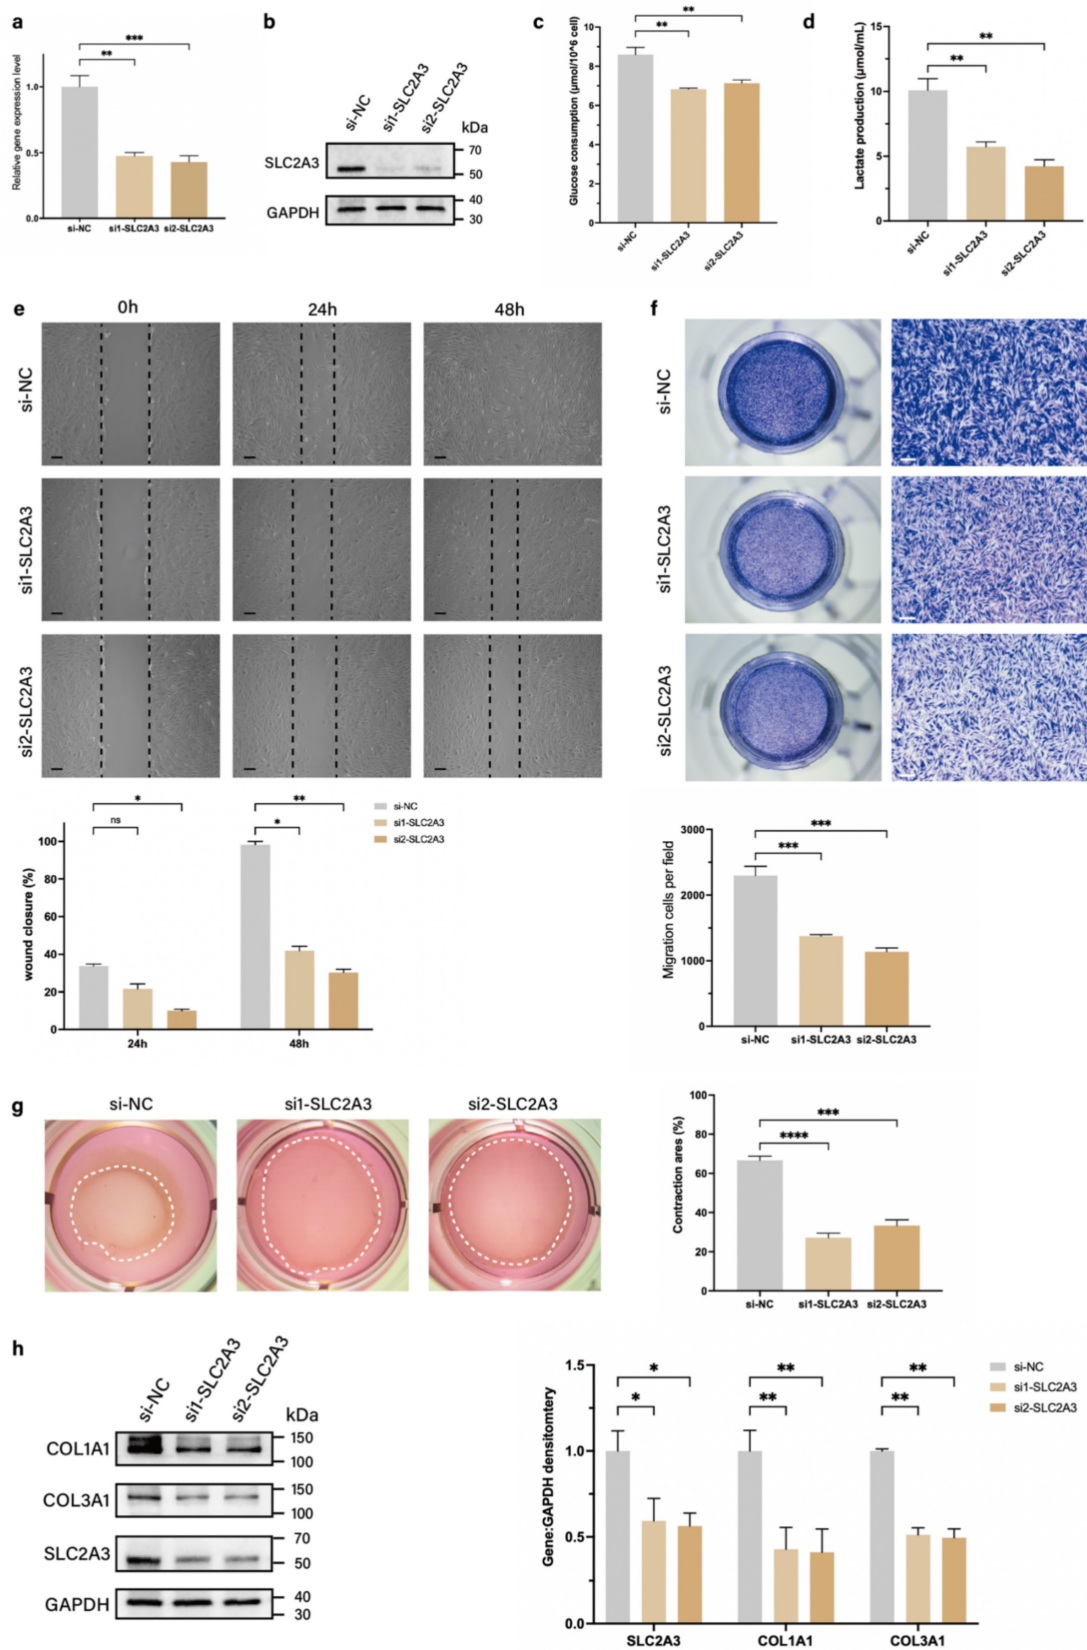 a
Relative gene expression level
1.0
0.5
0.0
**
***
si-NC si1-SLC2A3 si2-SLC2A3
b
si-NC
si1-SLC2A3
si2-SLC2A3
kDa
SLC2A3
70
50
GAPDH
40
30
c
Glucose consumption (μmol/10^6 cell)
10
8
6
4
2
0
**
**
si-NC
si1-SLC2A3
si2-SLC2A3
d
Lactate production (μmol/mL)
15
10
5
0
**
**
si-NC
si1-SLC2A3
si2-SLC2A3
e
0h 24h 48h
si-NC
si1-SLC2A3
si2-SLC2A3
wound closure (%)
100
80
60
40
20
0
ns
*
*
**
24h 48h
si-NC
si1-SLC2A3
si2-SLC2A3
f
si-NC
si1-SLC2A3
si2-SLC2A3
Migration cells per field
3000
2000
1000
0
***
***
si-NC si1-SLC2A3 si2-SLC2A3
g
si-NC si1-SLC2A3 si2-SLC2A3
Contraction ares (%)
100
80
60
40
20
0
****
***
si-NC si1-SLC2A3 si2-SLC2A3
h
si-NC
si1-SLC2A3
si2-SLC2A3
kDa
COL1A1
150
100
COL3A1
150
100
SLC2A3
70
50
GAPDH
40
30
Gene:GAPDH densitomtery
1.5
1.0
0.5
0.0
*
*
**
**
**
**
SLC2A3 COL1A1 COL3A1
si-NC
si1-SLC2A3
si2-SLC2A3